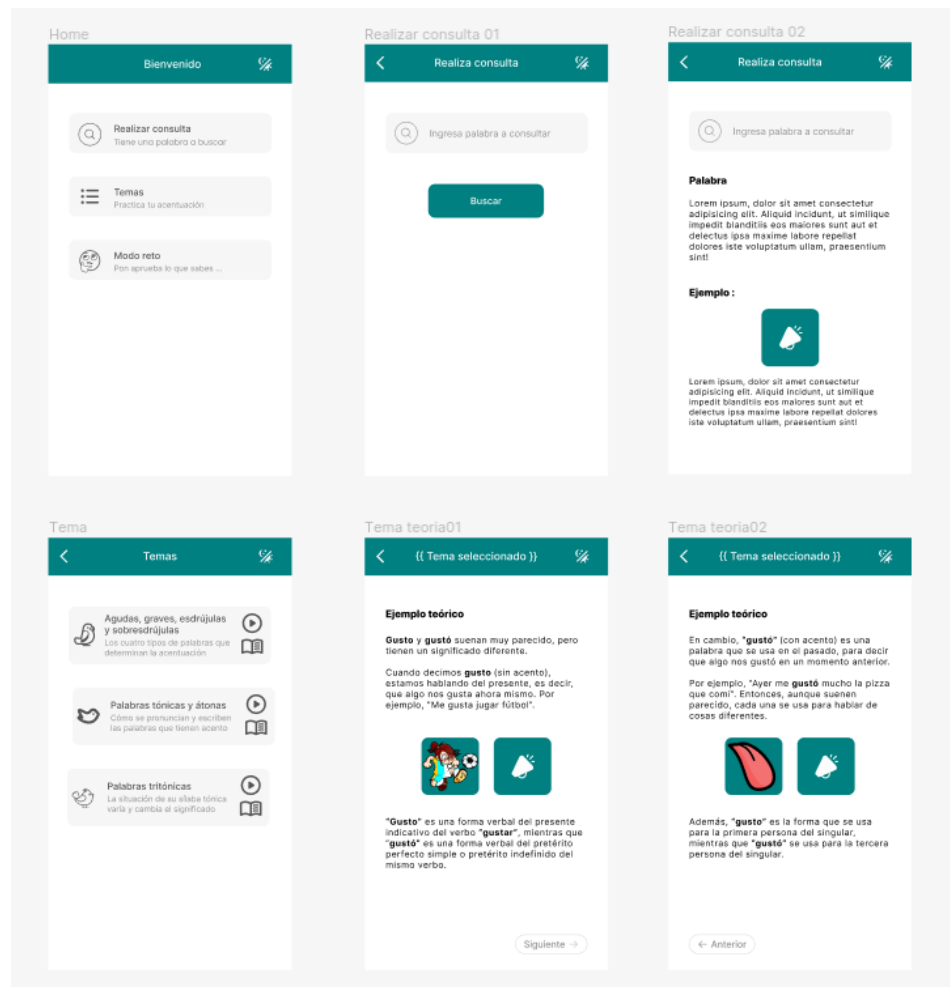 Home
Bienvenido
Realizar consulta
Tiene una palabra a buscar
Temas
Practica tu acentuación
Modo reto
Pon aprueba lo que sabes ...
Realizar consulta 01
Realiza consulta
Ingresa palabra a consultar
Buscar
Realizar consulta 02
Realiza consulta
Ingresa palabra a consultar
Palabra
Lorem ipsum, dolor sit amet consectetur
adipisicing elit. Aliquid incidunt, ut similique
impedit blanditiis eos maiores sunt aut et
delectus ipsa maxime labore repellat
dolores iste voluptatum ullam, praesentium
sint!
Ejemplo :
Lorem ipsum, dolor sit amet consectetur
adipisicing elit. Aliquid incidunt, ut similique
impedit blanditiis eos maiores sunt aut et
delectus ipsa maxime labore repellat dolores
iste voluptatum ullam, praesentium sint!
Tema
Temas
Agudas, graves, esdrújulas
y sobresdrújulas
Los cuatro tipos de palabras que
determinan la acentuación
Palabras tónicas y átonas
Cómo se pronuncian y escriben
las palabras que tienen acento
Palabras tritónicas
La situación de su sílaba tónica
varía y cambia el significado
Tema teoria01
{{ Tema seleccionado }}
Ejemplo teórico
Gusto y gustó suenan muy parecido, pero
tienen un significado diferente.
Cuando decimos gusto (sin acento),
estamos hablando del presente, es decir,
que algo nos gusta ahora mismo. Por
ejemplo, "Me gusta jugar fútbol".
"Gusto" es una forma verbal del presente
indicativo del verbo "gustar", mientras que
"gustó" es una forma verbal del pretérito
perfecto simple o pretérito indefinido del
mismo verbo.
Siguiente →
Tema teoria02
{{ Tema seleccionado }}
Ejemplo teórico
En cambio, "gustó" (con acento) es una
palabra que se usa en el pasado, para decir
que algo nos gustó en un momento anterior.
Por ejemplo, "Ayer me gustó mucho la pizza
que comí". Entonces, aunque suenen
parecido, cada una se usa para hablar de
cosas diferentes.
Además, "gusto" es la forma que se usa
para la primera persona del singular,
mientras que "gustó" se usa para la tercera
persona del singular.
← Anterior